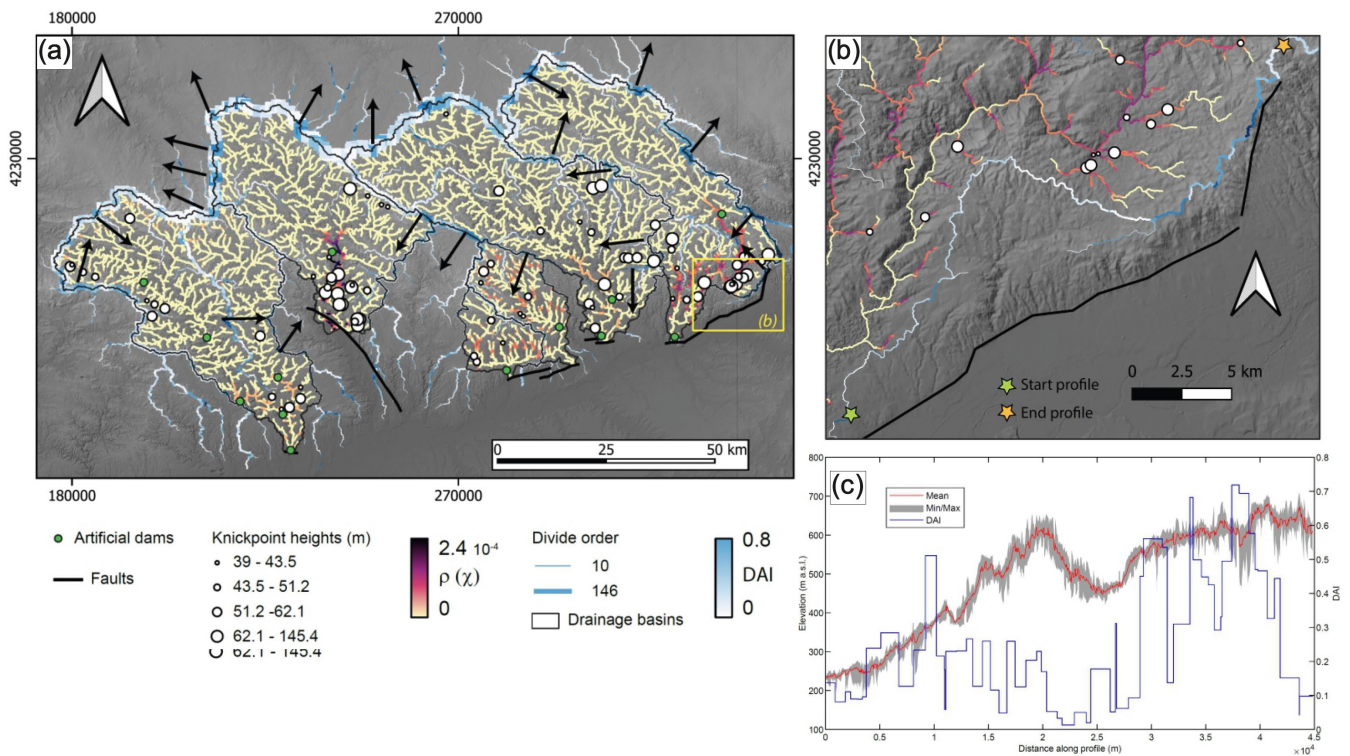 180000
270000
(a)
4230000
4230000
(b)
0
25
50 km
180000
270000
(b)
4230000
Start profile
End profile
0
2.5
5 km
Artificial dams
Faults
Knickpoint heights (m)
39 - 43.5
43.5 - 51.2
51.2 -62.1
62.1 - 145.4
62.1 - 145.4
2.4 10⁻⁴
ρ (χ)
0
Divide order
10
146
Drainage basins
0.8
DAI
0
(c)
Mean
Min/Max
DAI
Elevation (m a.s.l.)
800
700
600
500
400
300
200
100
0.8
0.7
0.6
0.5
0.4
0.3
0.2
0.1
0
DAI
0
0.5
1
1.5
2
2.5
3
3.5
4
4.5
×10⁴
Distance along profile (m)